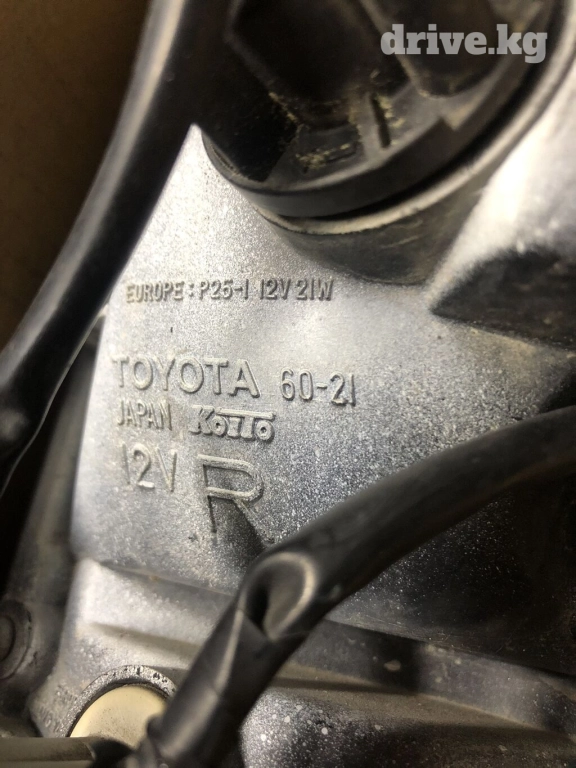 drive.kg
EUROPE : P25-1 12V 21W
TOYOTA 60-21
JAPAN KOITO
12V R